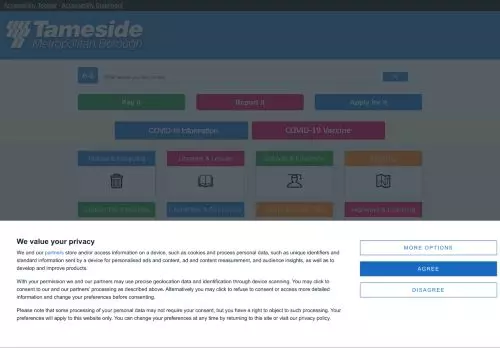 Accessibility Toolbar - Accessibility Statement
Tameside
Metropolitan Borough
A-Z
Pay it
Report it
Apply for it
COVID-19 Information
COVID-19 Vaccine
Libraries & Leisure
We value your privacy
We and our partners store and/or access information on a device, such as cookies and process personal data, such as unique identifiers and
standard information sent by a device for personalised ads and content, ad and content measurement, and audience insights, as well as to
develop and improve products.
With your permission we and our partners may use precise geolocation data and identification through device scanning. You may click to
consent to our and our partners' processing as described above. Alternatively you may click to refuse to consent or access more detailed
information and change your preferences before consenting.
Please note that some processing of your personal data may not require your consent, but you have a right to object to such processing. Your
preferences will apply to this website only. You can change your preferences at any time by returning to this site or visit our privacy policy.
MORE OPTIONS
AGREE
DISAGREE